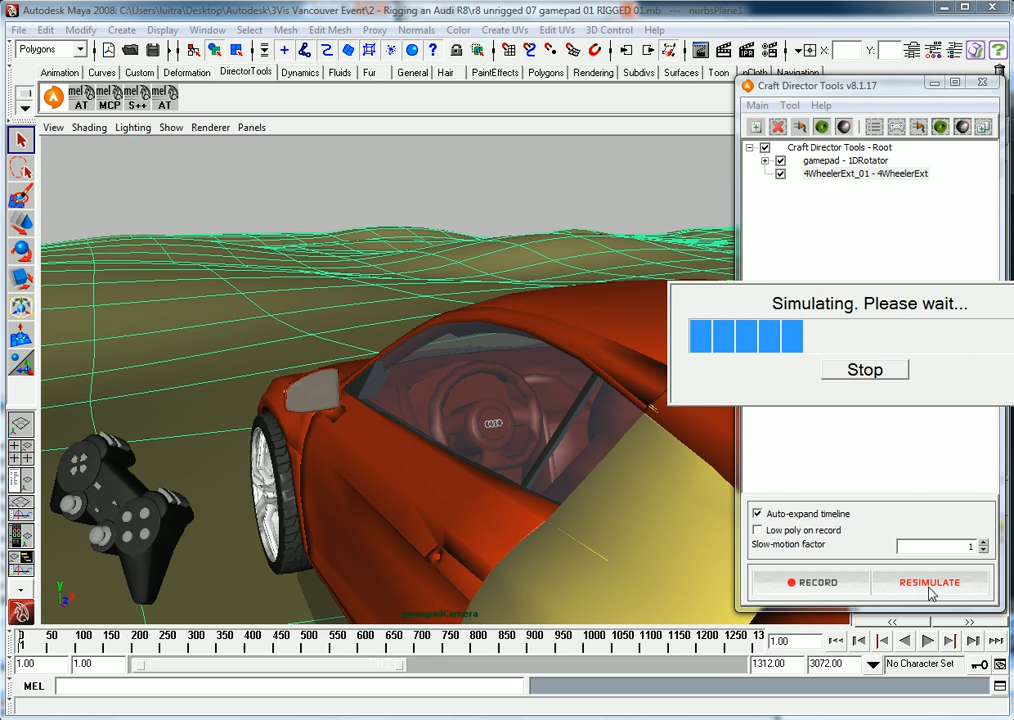 Autodesk Maya 2008: C:\Users\luitra\Desktop\Autodesk\3Vis Vancouver Event\2 - Rigging an Audi R8\r8 unrigged 07 gamepad 01 RIGGED 01.mb --- nurbsPlane1
File Edit Modify Create Display Window Select Mesh Edit Mesh Proxy Normals Color Create UVs Edit UVs 3D Control Help
Polygons X: Y:
Animation Curves Custom Deformation DirectorTools Dynamics Fluids Fur General Hair PaintEffects Polygons Rendering Subdivs Surfaces Toon nCloth Navigation
mel mel mel mel
AT MCP S++ AT
View Shading Lighting Show Renderer Panels
Craft Director Tools v8.1.17
Main Tool Help
Craft Director Tools - Root
gamepad - 1DRotator
4WheelerExt_01 - 4WheelerExt
Simulating. Please wait...
Stop
Auto-expand timeline
Low poly on record
Slow-motion factor 1
RECORD RESIMULATE
y
z
gamepadCamera
<< >>
1 50 100 150 200 250 300 350 400 450 500 550 600 650 700 750 800 850 900 950 1000 1050 1100 1150 1200 1250 13 1.00
1.00 1.00 1312.00 3072.00 No Character Set
MEL